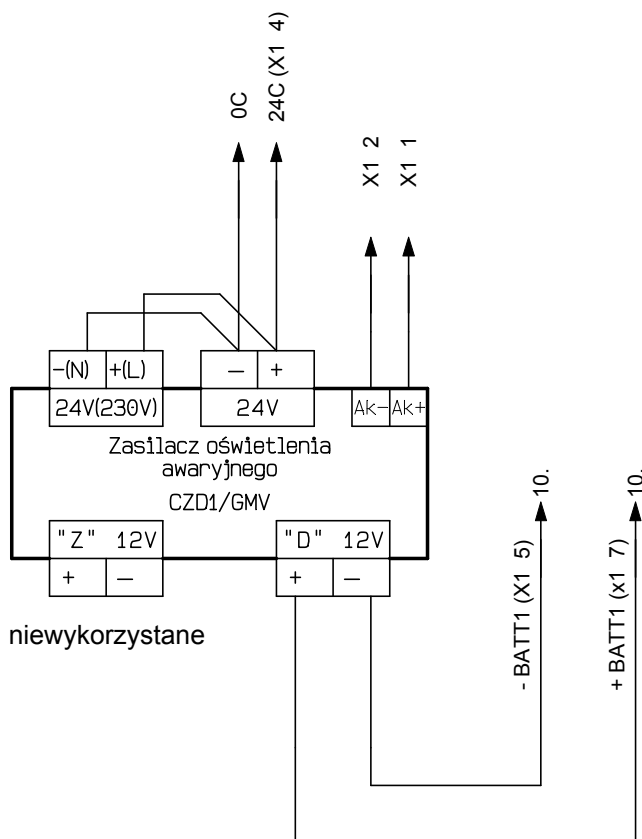 0C
24C (X1  4)
X1  2
X1  1
-(N) +(L)
— +
24V(230V)
24V
Ak- Ak+
Zasilacz oświetlenia
awaryjnego
CZD1/GMV
"Z" 12V
"D" 12V
+ —
+ —
niewykorzystane
- BATT1 (X1  5)
10.
+ BATT1 (x1  7)
10.